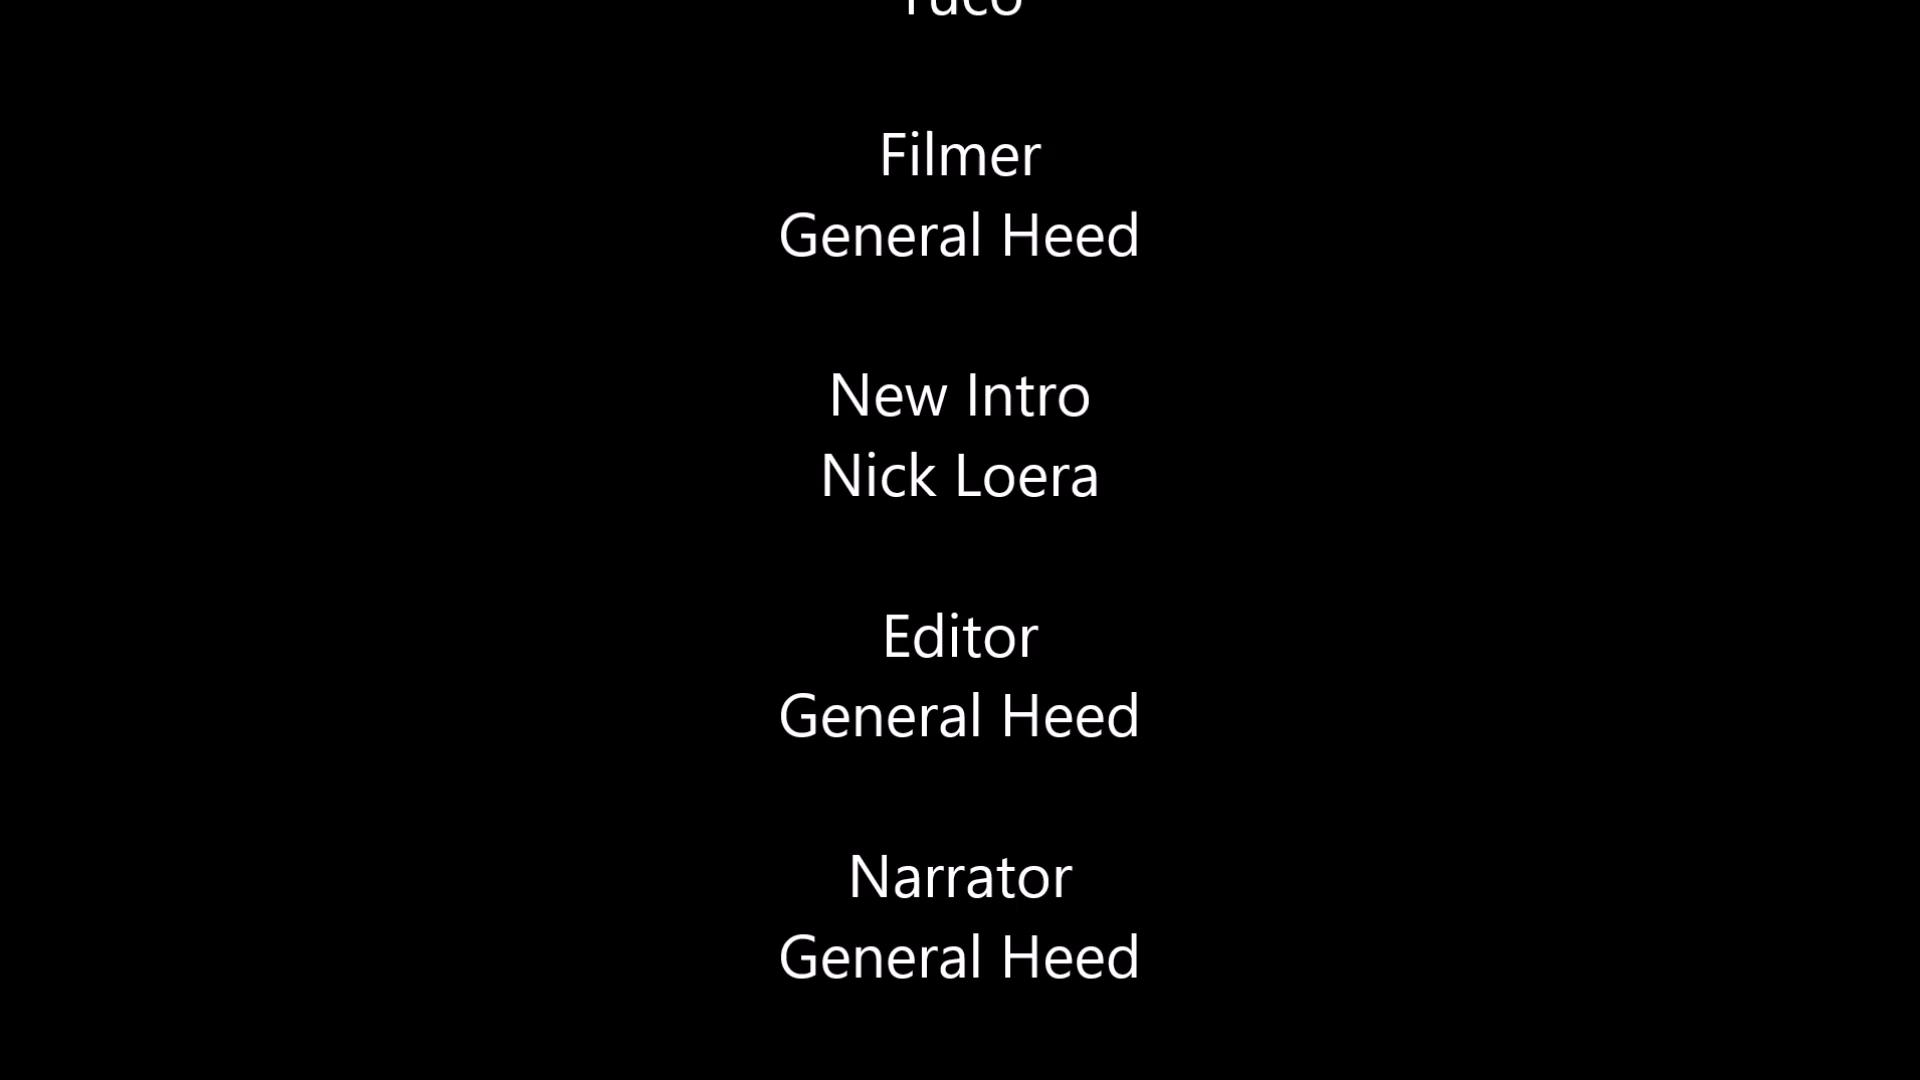 Filmer
General Heed
New Intro
Nick Loera
Editor
General Heed
Narrator
General Heed